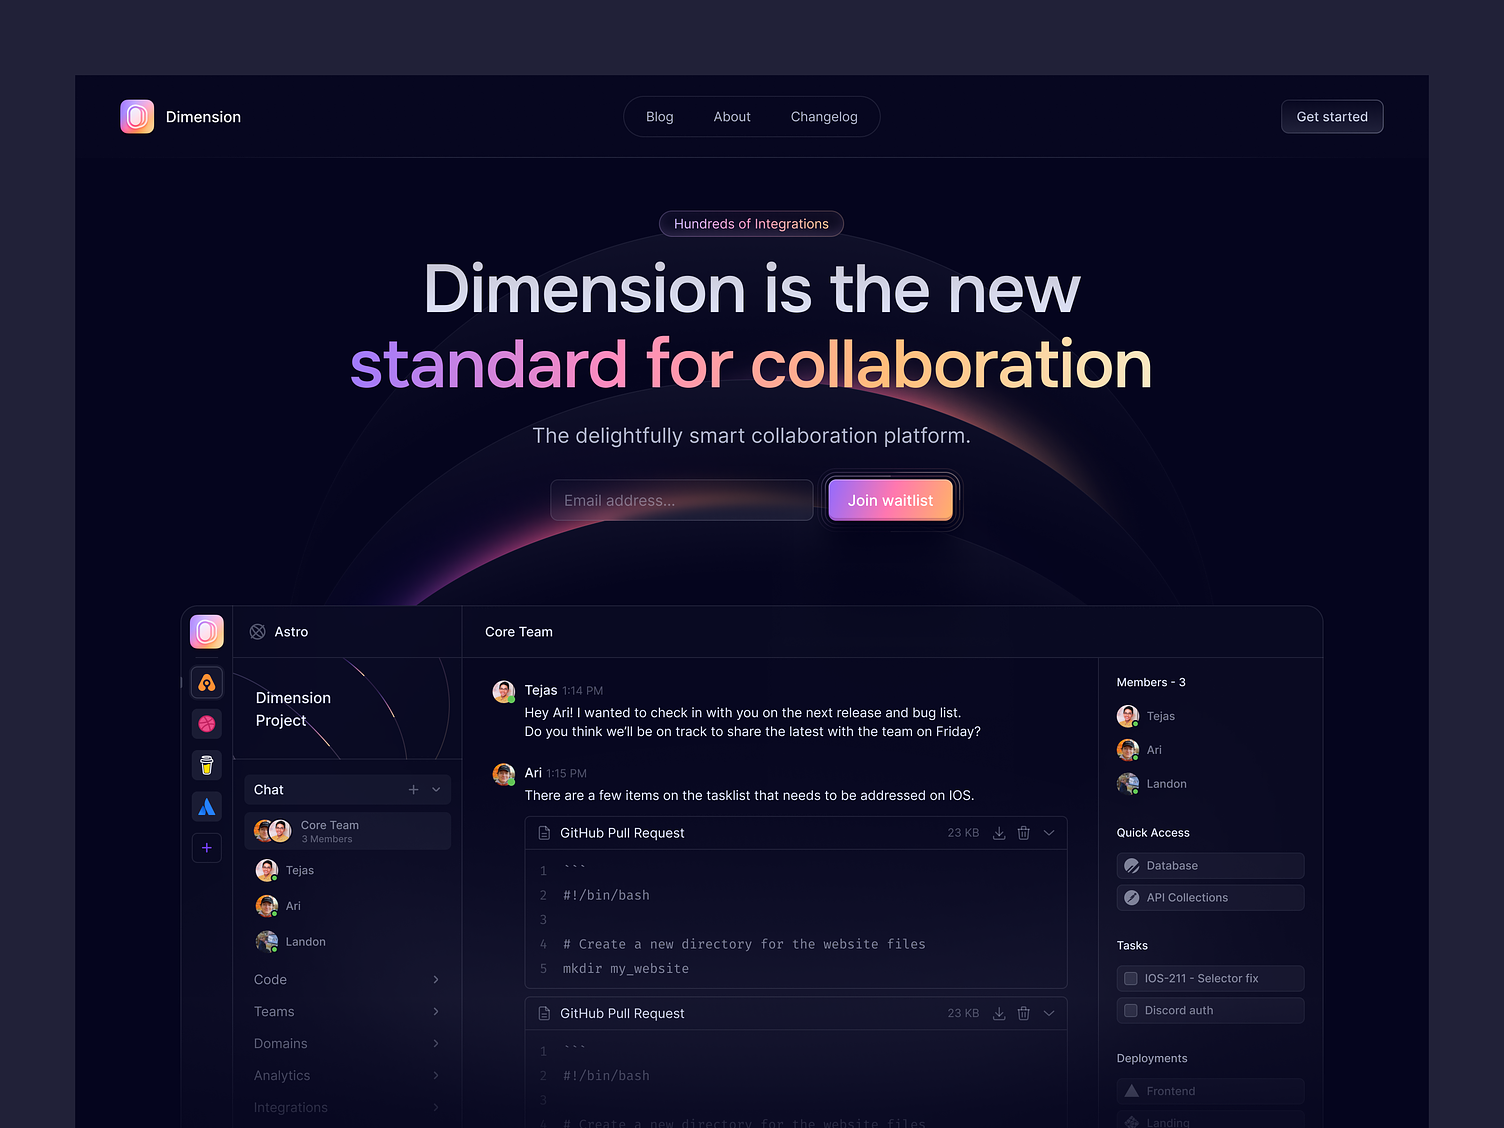 Dimension
Blog
About
Changelog
Get started
Hundreds of Integrations
Dimension is the new
standard for collaboration
The delightfully smart collaboration platform.
Email address...
Join waitlist
Astro
Dimension
Project
Chat
Core Team
3 Members
Tejas
Ari
Landon
Code
Teams
Domains
Analytics
Integrations
Core Team
Tejas 1:14 PM
Hey Ari! I wanted to check in with you on the next release and bug list.
Do you think we’ll be on track to share the latest with the team on Friday?
Ari 1:15 PM
There are a few items on the tasklist that needs to be addressed on IOS.
GitHub Pull Request 23 KB
1 ```
2 #!/bin/bash
3
4 # Create a new directory for the website files
5 mkdir my_website
GitHub Pull Request 23 KB
1 ```
2 #!/bin/bash
3
4 # Create a new directory for the website files
Members - 3
Tejas
Ari
Landon
Quick Access
Database
API Collections
Tasks
IOS-211 - Selector fix
Discord auth
Deployments
Frontend
Landing